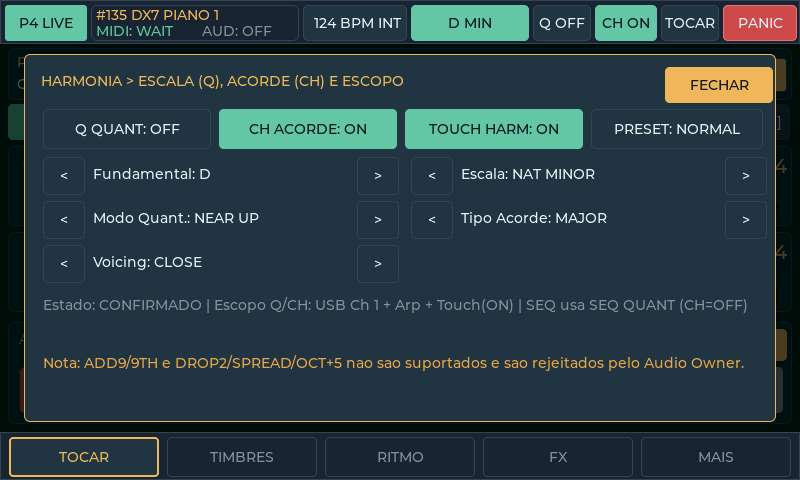 P4 LIVE
#135 DX7 PIANO 1
MIDI: WAIT AUD: OFF
124 BPM INT
D MIN
Q OFF
CH ON
TOCAR
PANIC
HARMONIA > ESCALA (Q), ACORDE (CH) E ESCOPO
FECHAR
Q QUANT: OFF
CH ACORDE: ON
TOUCH HARM: ON
PRESET: NORMAL
< Fundamental: D >
< Escala: NAT MINOR >
< Modo Quant.: NEAR UP >
< Tipo Acorde: MAJOR >
< Voicing: CLOSE >
Estado: CONFIRMADO | Escopo Q/CH: USB Ch 1 + Arp + Touch(ON) | SEQ usa SEQ QUANT (CH=OFF)
Nota: ADD9/9TH e DROP2/SPREAD/OCT+5 nao sao suportados e sao rejeitados pelo Audio Owner.
TOCAR
TIMBRES
RITMO
FX
MAIS